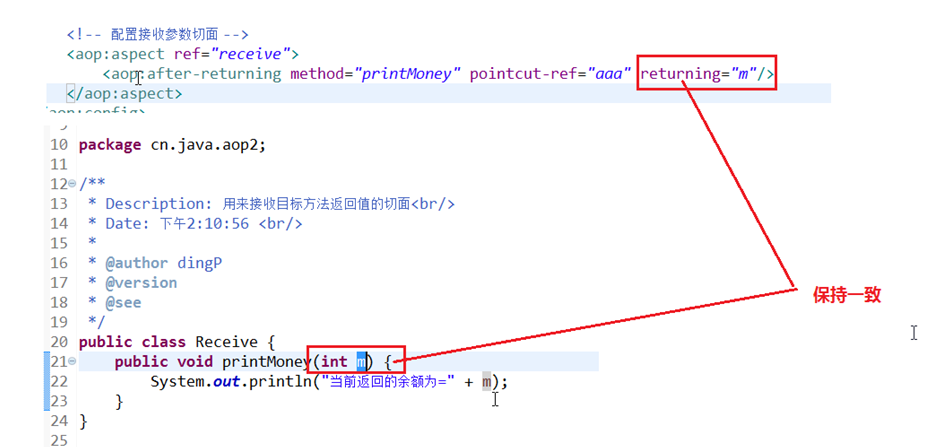 <!-- 配置接收参数切面 -->
<aop:aspect ref="receive">
<aop:after-returning method="printMoney" pointcut-ref="aaa" returning="m"/>
</aop:aspect>
10 package cn.java.aop2;
11
12 /**
13 * Description: 用来接收目标方法返回值的切面<br/>
14 * Date: 下午2:10:56 <br/>
15 *
16 * @author dingP
17 * @version
18 * @see
19 */
保持一致
20 public class Receive {
21 public void printMoney(int m) {
22 System.out.println("当前返回的余额为=" + m);
23 }
24 }
25